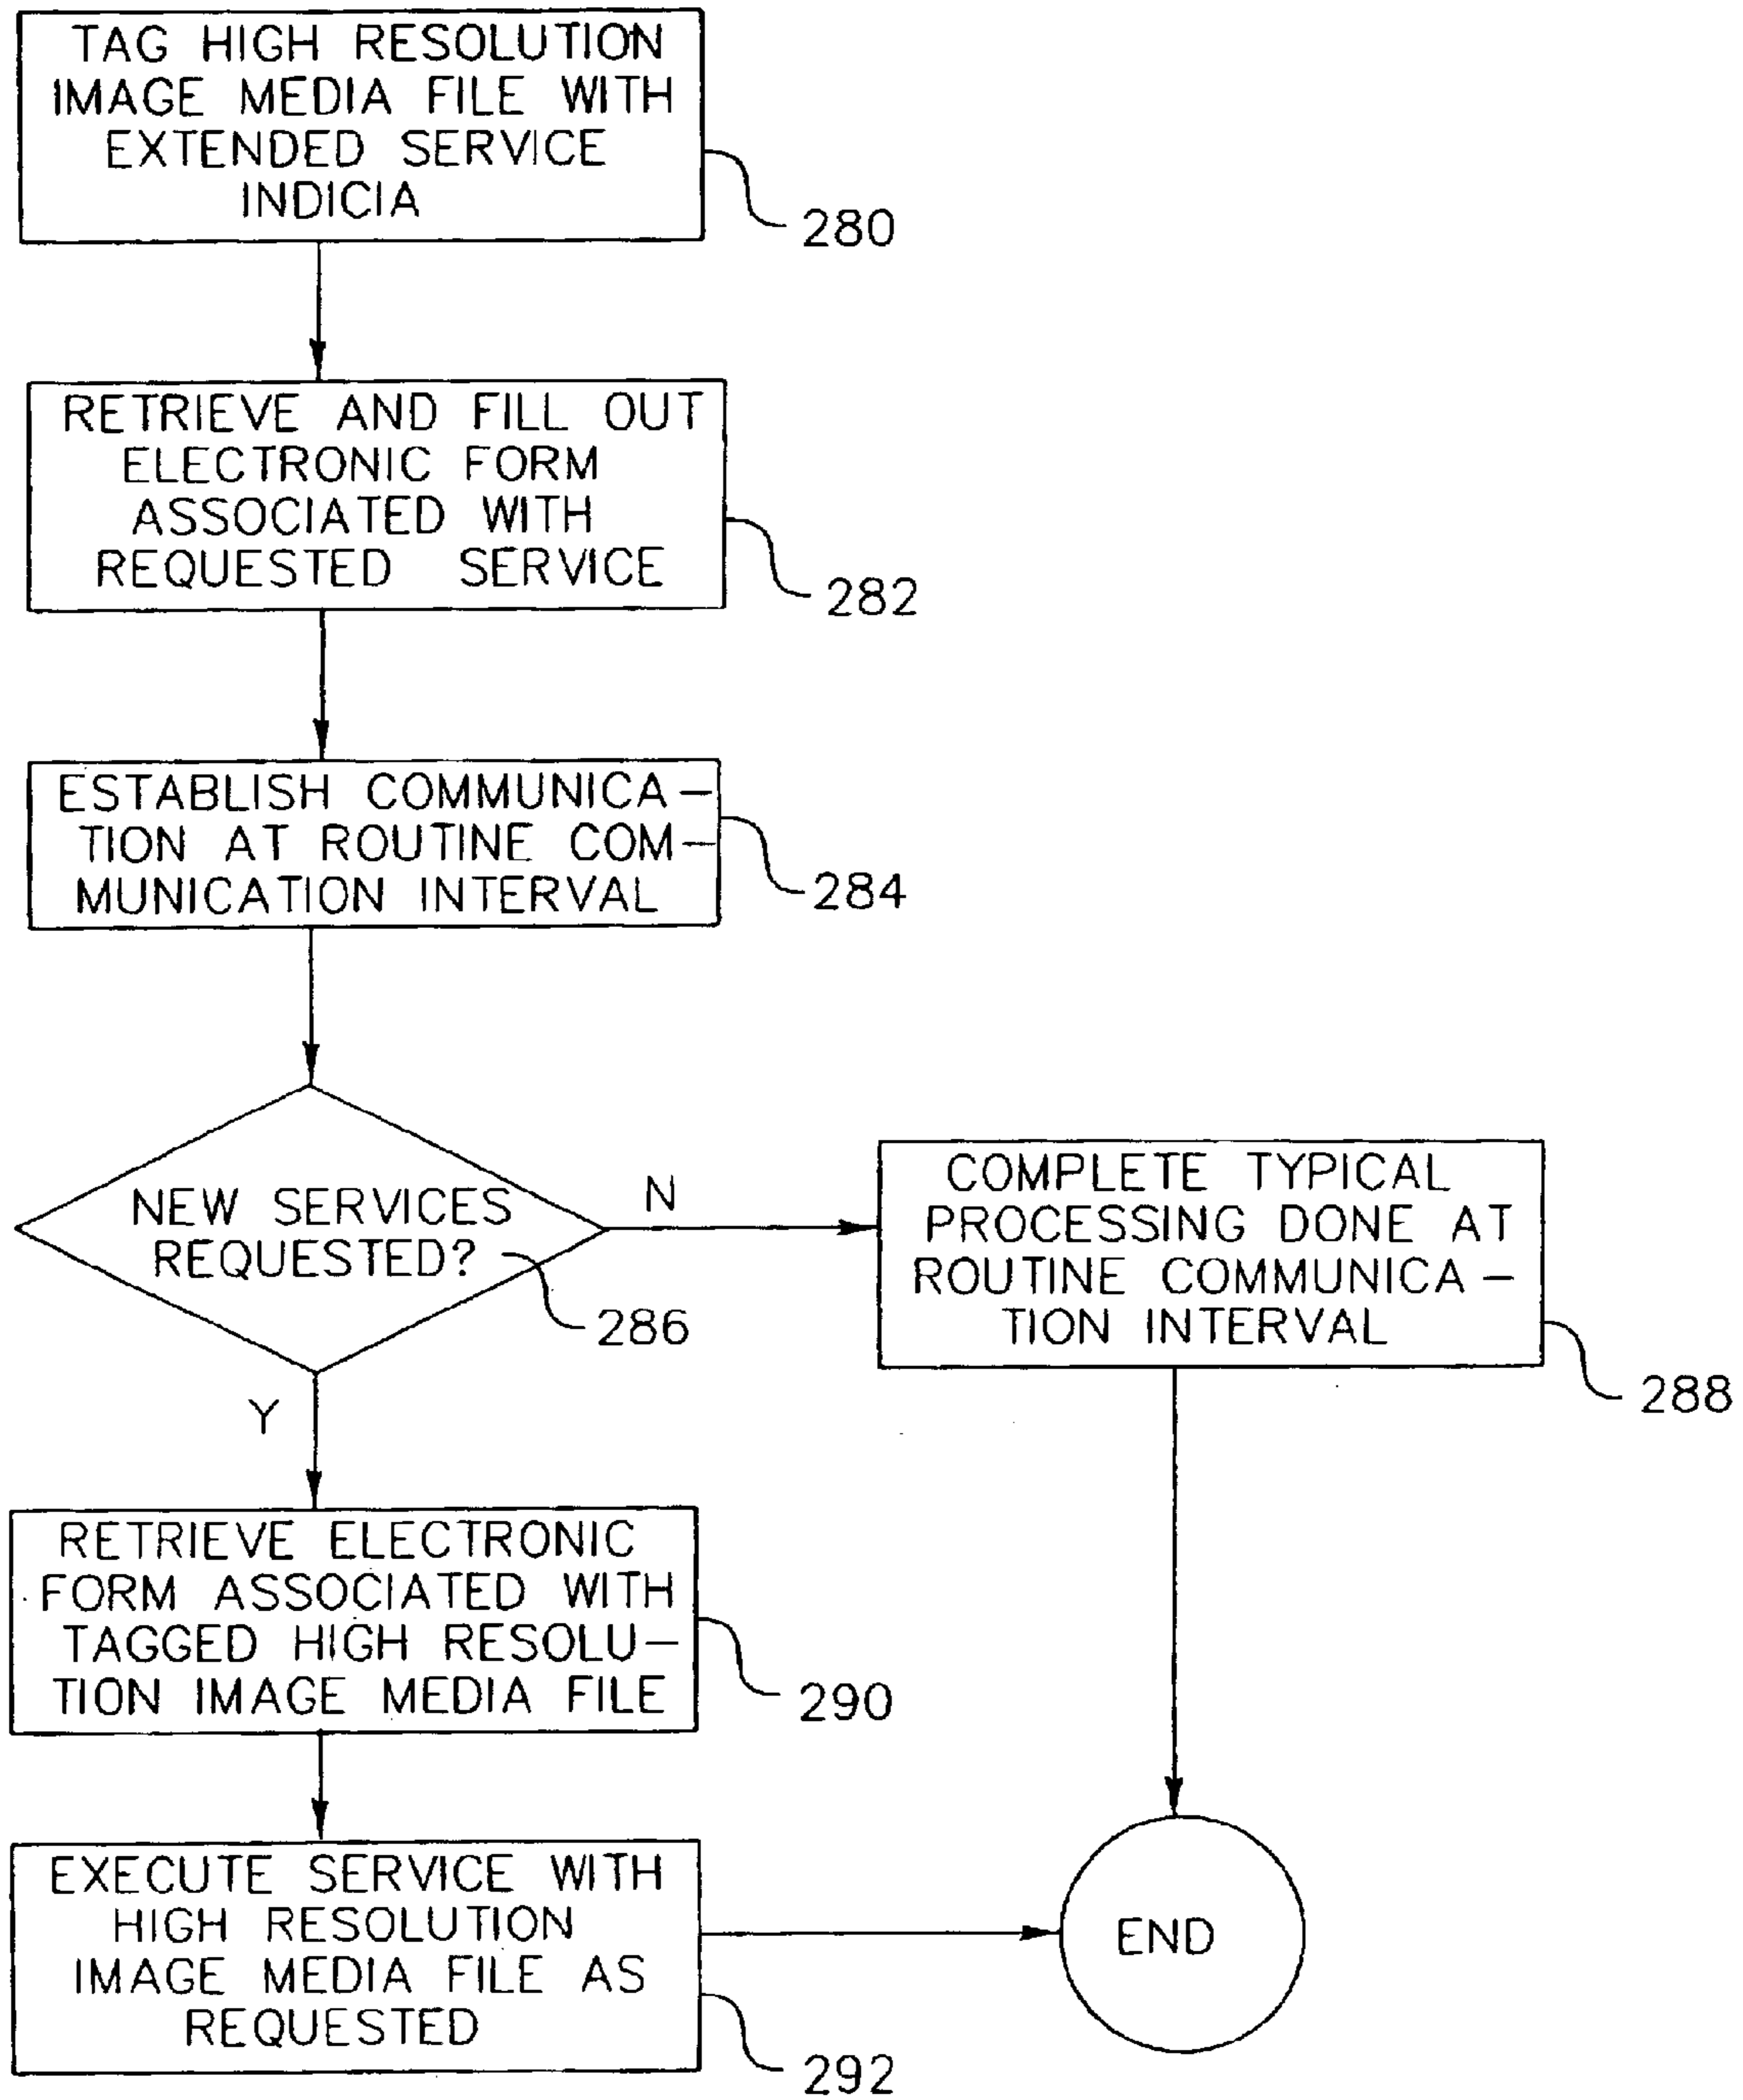 TAG HIGH RESOLUTION
IMAGE MEDIA FILE WITH
EXTENDED SERVICE
INDICIA
280
RETRIEVE AND FILL OUT
ELECTRONIC FORM
ASSOCIATED WITH
REQUESTED SERVICE
282
ESTABLISH COMMUNICA-
TION AT ROUTINE COM-
MUNICATION INTERVAL
284
NEW SERVICES
REQUESTED?
286
N
COMPLETE TYPICAL
PROCESSING DONE AT
ROUTINE COMMUNICA-
TION INTERVAL
288
Y
RETRIEVE ELECTRONIC
FORM ASSOCIATED WITH
TAGGED HIGH RESOLU-
TION IMAGE MEDIA FILE
290
EXECUTE SERVICE WITH
HIGH RESOLUTION
IMAGE MEDIA FILE AS
REQUESTED
292
END